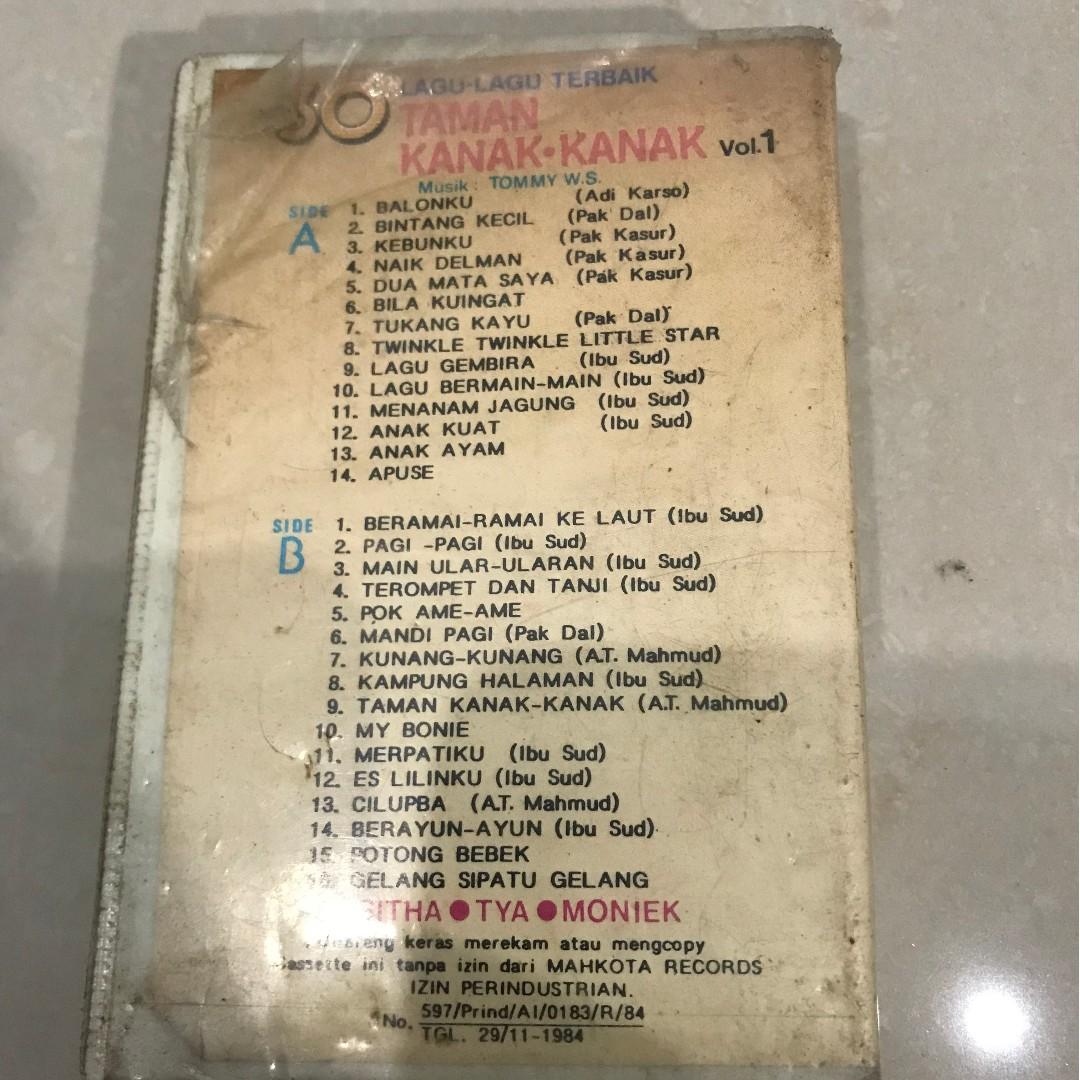 30 LAGU-LAGU TERBAIK
TAMAN
KANAK•KANAK Vol.1
Musik : TOMMY W.S.
SIDE A
1. BALONKU (Adi Karso)
2. BINTANG KECIL (Pak Dal)
3. KEBUNKU (Pak Kasur)
4. NAIK DELMAN (Pak Kasur)
5. DUA MATA SAYA (Pak Kasur)
6. BILA KUINGAT
7. TUKANG KAYU (Pak Dal)
8. TWINKLE TWINKLE LITTLE STAR
9. LAGU GEMBIRA (Ibu Sud)
10. LAGU BERMAIN-MAIN (Ibu Sud)
11. MENANAM JAGUNG (Ibu Sud)
12. ANAK KUAT (Ibu Sud)
13. ANAK AYAM
14. APUSE
SIDE B
1. BERAMAI-RAMAI KE LAUT (Ibu Sud)
2. PAGI -PAGI (Ibu Sud)
3. MAIN ULAR-ULARAN (Ibu Sud)
4. TEROMPET DAN TANJI (Ibu Sud)
5. POK AME-AME
6. MANDI PAGI (Pak Dal)
7. KUNANG-KUNANG (A.T. Mahmud)
8. KAMPUNG HALAMAN (Ibu Sud)
9. TAMAN KANAK-KANAK (A.T. Mahmud)
10. MY BONIE
11. MERPATIKU (Ibu Sud)
12. ES LILINKU (Ibu Sud)
13. CILUPBA (A.T. Mahmud)
14. BERAYUN-AYUN (Ibu Sud)
15. POTONG BEBEK
16. GELANG SIPATU GELANG
●TYA ●MONIEK
keras merekam atau mengcopy
Cassette ini tanpa izin dari MAHKOTA RECORDS
IZIN PERINDUSTRIAN.
No. 597/Prind/AI/0183/R/84
TGL. 29/11-1984